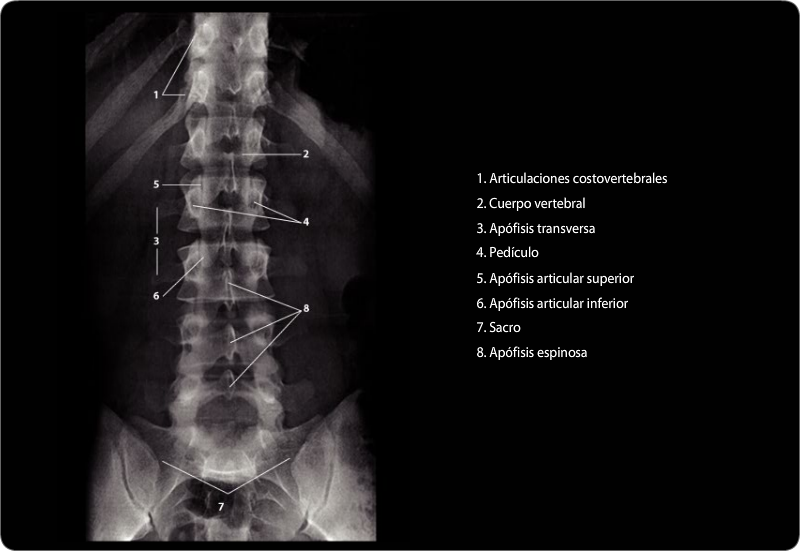 1
2
5
4
3
6
8
7
1. Articulaciones costovertebrales
2. Cuerpo vertebral
3. Apófisis transversa
4. Pedículo
5. Apófisis articular superior
6. Apófisis articular inferior
7. Sacro
8. Apófisis espinosa